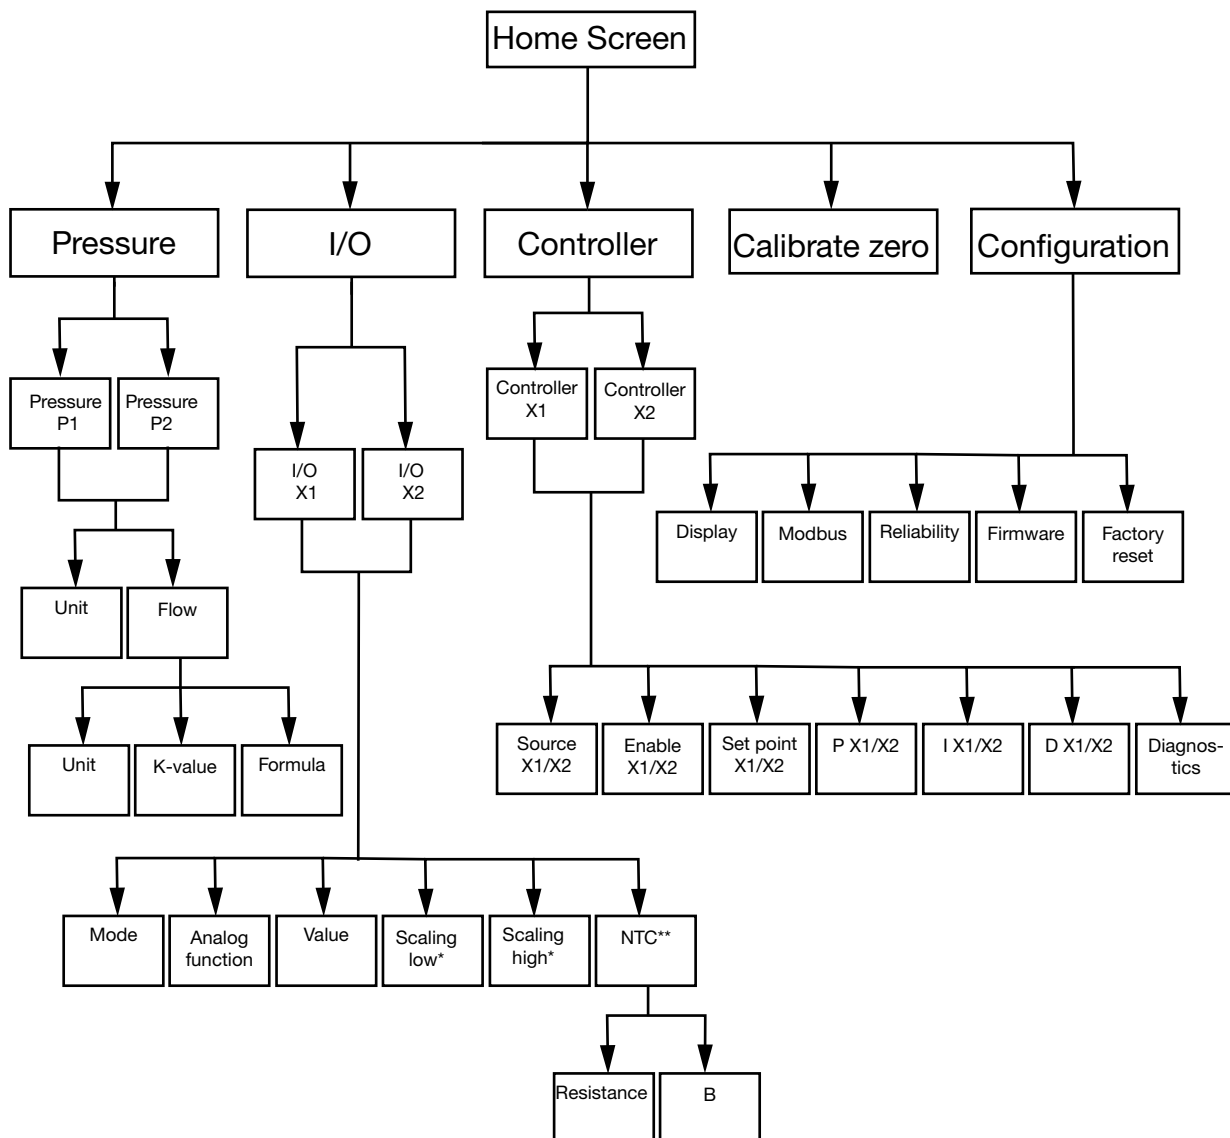 Home Screen
Pressure
I/O
Controller
Calibrate zero
Configuration
Pressure
P1
Pressure
P2
I/O
X1
I/O
X2
Controller
X1
Controller
X2
Display
Modbus
Reliability
Firmware
Factory
reset
Unit
Flow
Unit
K-value
Formula
Source
X1/X2
Enable
X1/X2
Set point
X1/X2
P X1/X2
I X1/X2
D X1/X2
Diagnos-
tics
Mode
Analog
function
Value
Scaling
low*
Scaling
high*
NTC**
Resistance
B